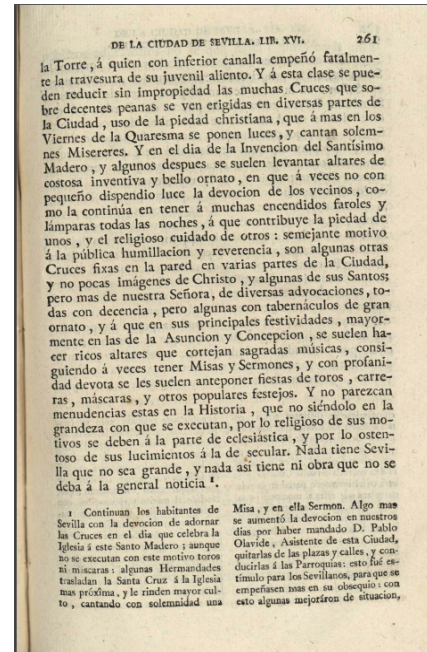 DE LA CIUDAD DE SEVILLA. LIB. XVI. 261
la Torre, á quien con inferior canalla empeñó fatalmen-
te la travesura de su juvenil aliento. Y á esta clase se pue-
den reducir sin impropiedad las muchas Cruces que so-
bre decentes peanas se ven erigidas en diversas partes de
la Ciudad, uso de la piedad christiana, que á mas en los
Viernes de la Quaresma se ponen luces, y cantan solem-
nes Misereres. Y en el dia de la Invencion del Santísimo
Madero, y algunos despues se suelen levantar altares de
costosa inventiva y bello ornato, en que á veces no con
pequeño dispendio luce la devocion de los vecinos, co-
mo la continúa en tener á muchas encendidos faroles y
lámparas todas las noches, á que contribuye la piedad de
unos, y el religioso cuidado de otros: semejante motivo
á la pública humillacion y reverencia, son algunas otras
Cruces fixas en la pared en varias partes de la Ciudad,
y no pocas imágenes de Christo, y algunas de sus Santos;
pero mas de nuestra Señora, de diversas advocaciones, to-
das con decencia, pero algunas con tabernáculos de gran
ornato, y á que en sus principales festividades, mayor-
mente en las de la Asuncion y Concepcion, se suelen ha-
cer ricos altares que cortejan sagradas músicas, consi-
guiendo á veces tener Misas y Sermones, y con profani-
dad devota se les suelen anteponer fiestas de toros, carre-
ras, máscaras, y otros populares festejos. Y no parezcan
menudencias estas en la Historia, que no siéndolo en la
grandeza con que se executan, por lo religioso de sus mo-
tivos se deben á la parte de eclesiástica, y por lo osten-
toso de sus lucimientos á la de secular. Nada tiene Sevi-
lla que no sea grande, y nada asi tiene ni obra que no se
deba á la general noticia ¹.
1 Continuan los habitantes de
Sevilla con la devocion de adornar
las Cruces en el dia que celebra la
Iglesia á este Santo Madero; aunque
no se executan con este motivo toros
ni mascaras: algunas Hermandades
trasladan la Santa Cruz á la Iglesia
mas próxîma, y le rinden mayor cul-
to, cantando con solemnidad una
Misa, y en ella Sermon. Algo mas
se aumentó la devocion en nuestros
dias por haber mandado D. Pablo
Olavide, Asistente de esta Ciudad,
quitarlas de las plazas y calles, y con-
ducirlas á las Parroquias: esto fué es-
tímulo para los Sevillanos, para que se
empeñasen mas en su obsequio: con
esto algunas mejoráron de situacion,